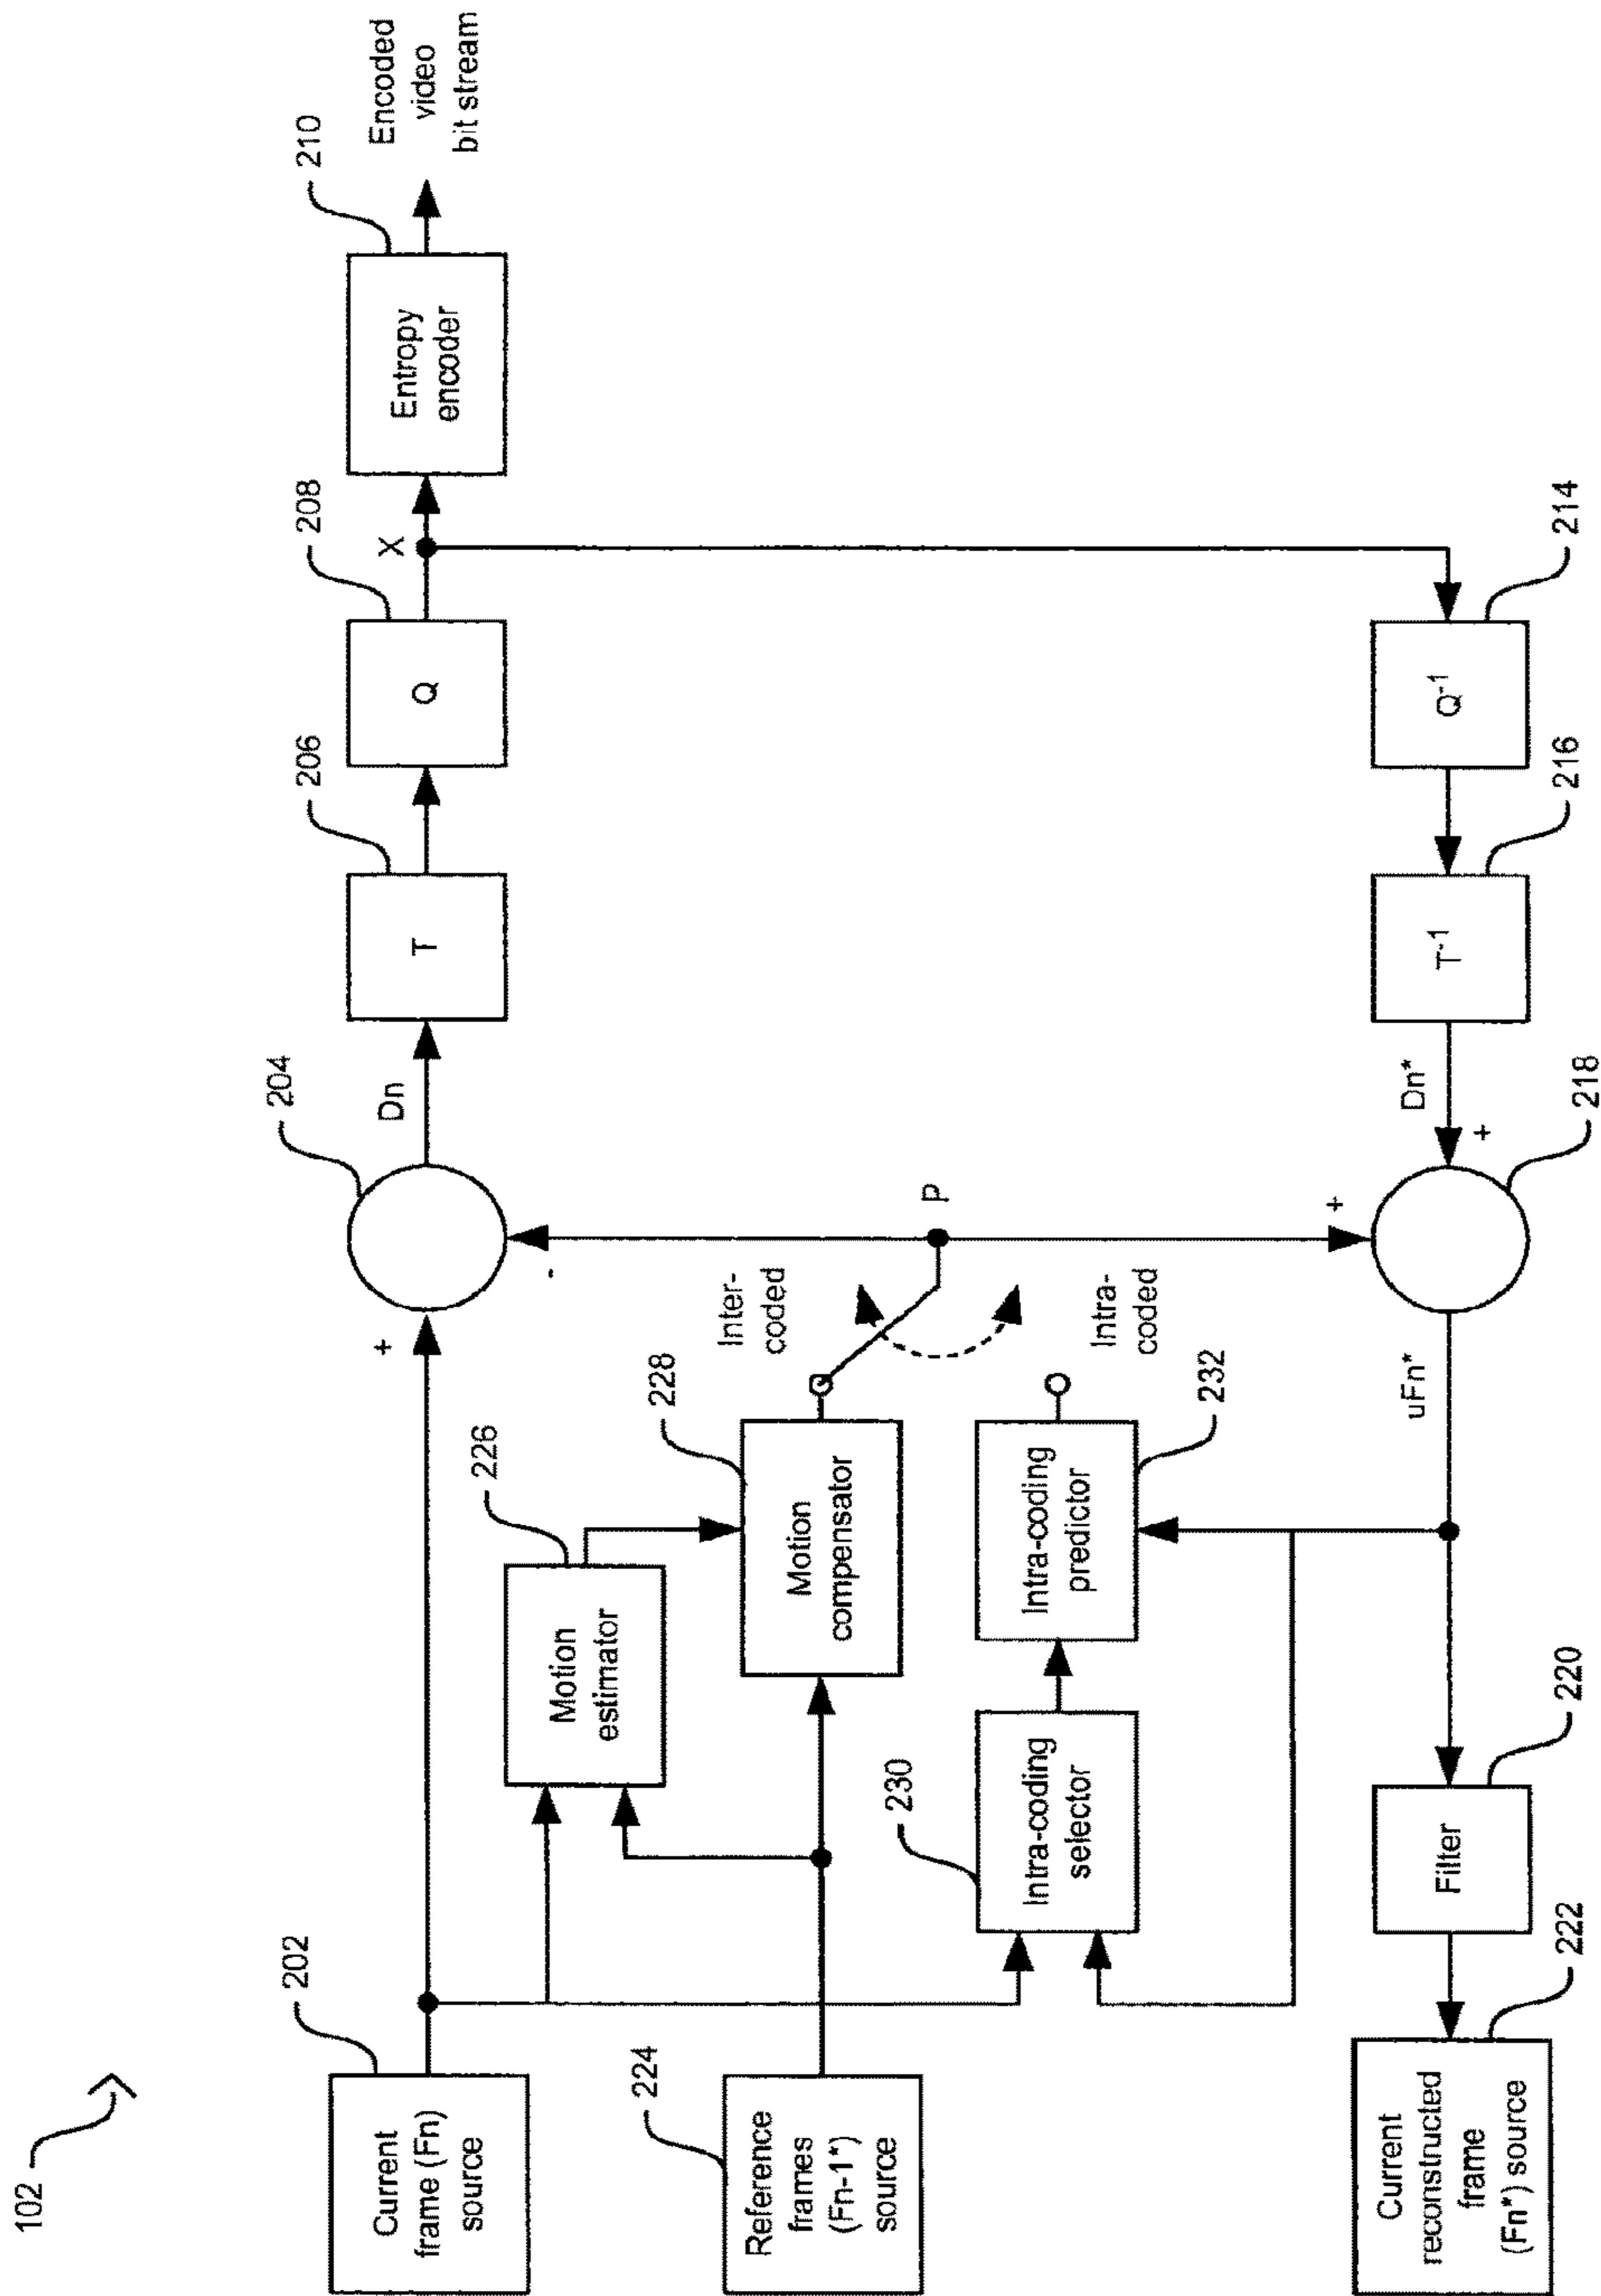 102
202
Current
frame (Fn)
source
+
204
Dn
206
T
208
Q
X
210
Entropy
encoder
Encoded
video
bit stream
226
Motion
estimator
-
224
Reference
frames
(Fn-1*)
source
228
Motion
compensator
Inter-
coded
P
230
Intra-coding
selector
232
Intra-coding
predictor
Intra-
coded
+
222
Current
reconstructed
frame
(Fn*) source
220
Filter
uFn*
218
+
Dn*
216
T-1
214
Q-1